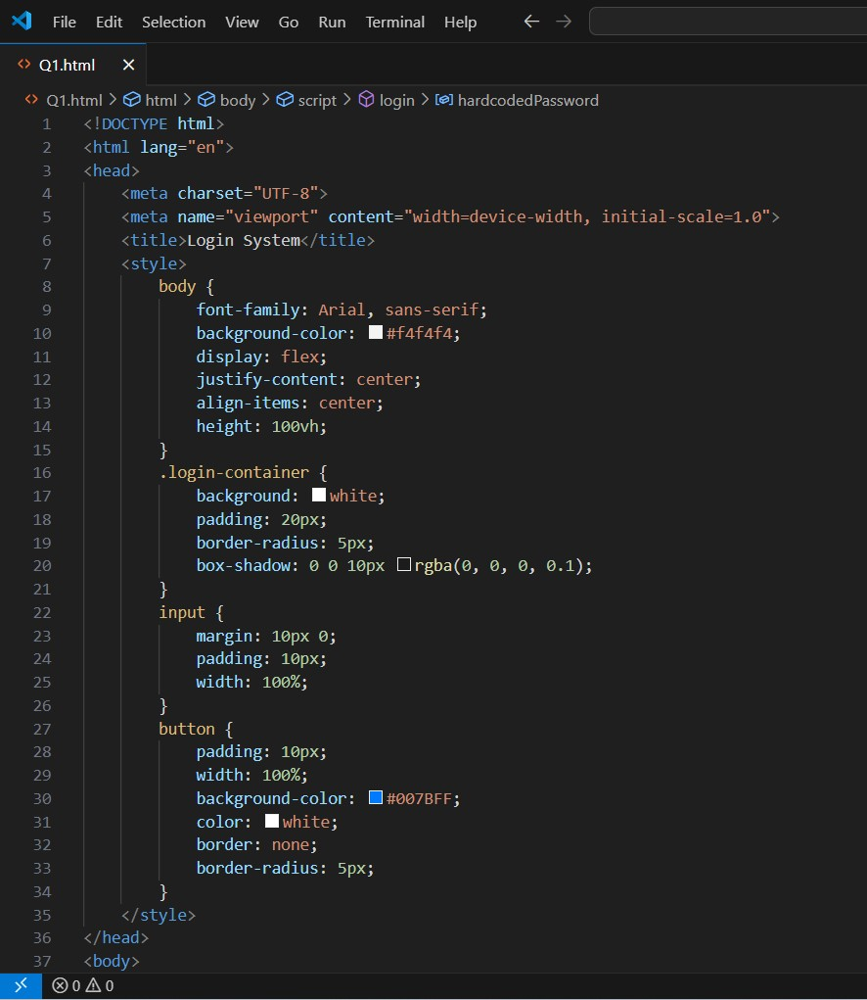 File Edit Selection View Go Run Terminal Help
Q1.html
Q1.html > html > body > script > login > hardcodedPassword
1 <!DOCTYPE html>
2 <html lang="en">
3 <head>
4     <meta charset="UTF-8">
5     <meta name="viewport" content="width=device-width, initial-scale=1.0">
6     <title>Login System</title>
7     <style>
8         body {
9             font-family: Arial, sans-serif;
10             background-color: #f4f4f4;
11             display: flex;
12             justify-content: center;
13             align-items: center;
14             height: 100vh;
15         }
16         .login-container {
17             background: white;
18             padding: 20px;
19             border-radius: 5px;
20             box-shadow: 0 0 10px rgba(0, 0, 0, 0.1);
21         }
22         input {
23             margin: 10px 0;
24             padding: 10px;
25             width: 100%;
26         }
27         button {
28             padding: 10px;
29             width: 100%;
30             background-color: #007BFF;
31             color: white;
32             border: none;
33             border-radius: 5px;
34         }
35     </style>
36 </head>
37 <body>
0 0